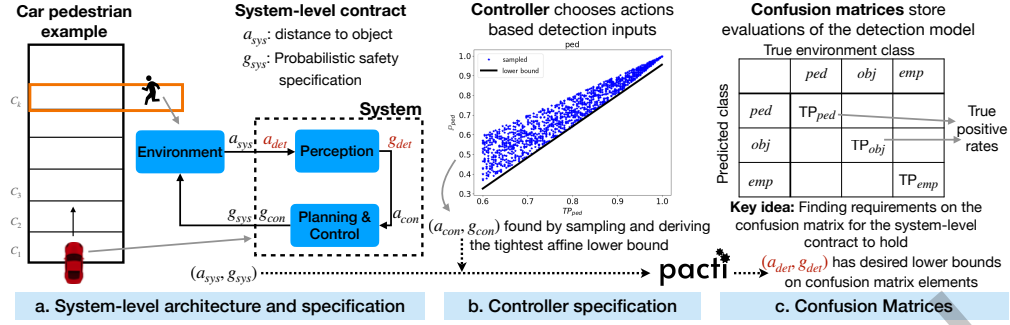 Car pedestrian
example
C_k
C_3
C_2
C_1
System-level contract
a_sys: distance to object
g_sys: Probabilistic safety
specification
System
Environment
a_sys
a_det
Perception
g_det
g_sys
g_con
Planning &
Control
a_con
(a_sys, g_sys)
a. System-level architecture and specification
Controller chooses actions
based detection inputs
ped
sampled
lower bound
1.0
0.9
0.8
0.7
0.6
0.5
0.4
0.3
P_ped
0.6 0.7 0.8 0.9 1.0
TP_ped
(a_con, g_con) found by sampling and deriving
the tightest affine lower bound
pacti
b. Controller specification
Confusion matrices store
evaluations of the detection model
True environment class
Predicted class
ped obj emp
ped TP_ped
obj TP_obj
emp TP_emp
True
positive
rates
Key idea: Finding requirements on the
confusion matrix for the system-level
contract to hold
(a_det, g_det) has desired lower bounds
on confusion matrix elements
c. Confusion Matrices